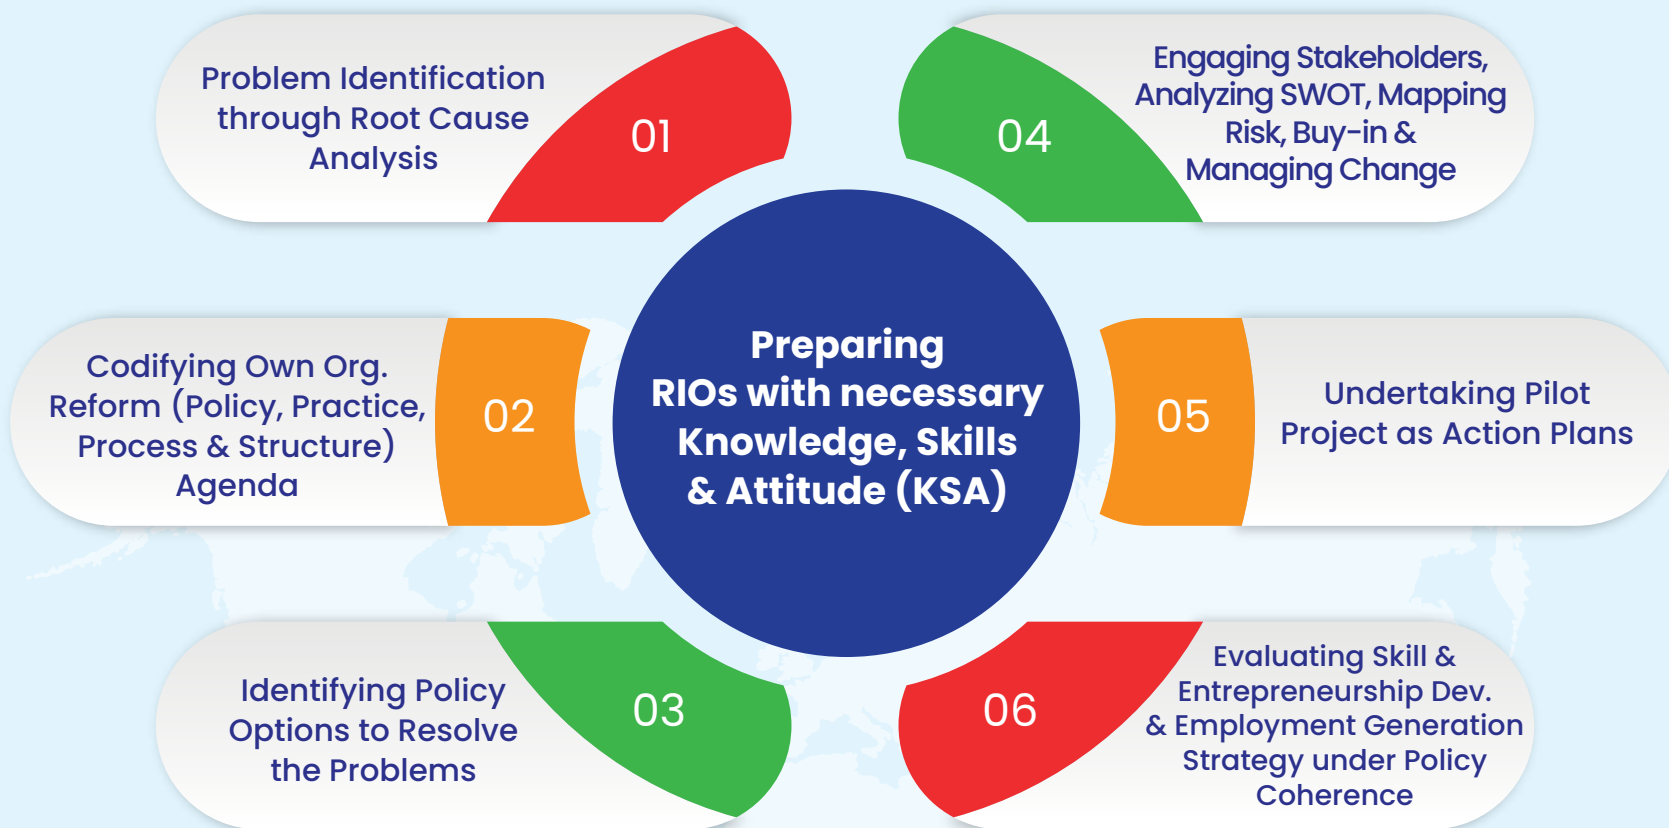 Problem Identification
through Root Cause
Analysis
01
Codifying Own Org.
Reform (Policy, Practice,
Process & Structure)
Agenda
02
Identifying Policy
Options to Resolve
the Problems
03
Preparing
RIOs with necessary
Knowledge, Skills
& Attitude (KSA)
04
Engaging Stakeholders,
Analyzing SWOT, Mapping
Risk, Buy-in &
Managing Change
05
Undertaking Pilot
Project as Action Plans
06
Evaluating Skill &
Entrepreneurship Dev.
& Employment Generation
Strategy under Policy
Coherence